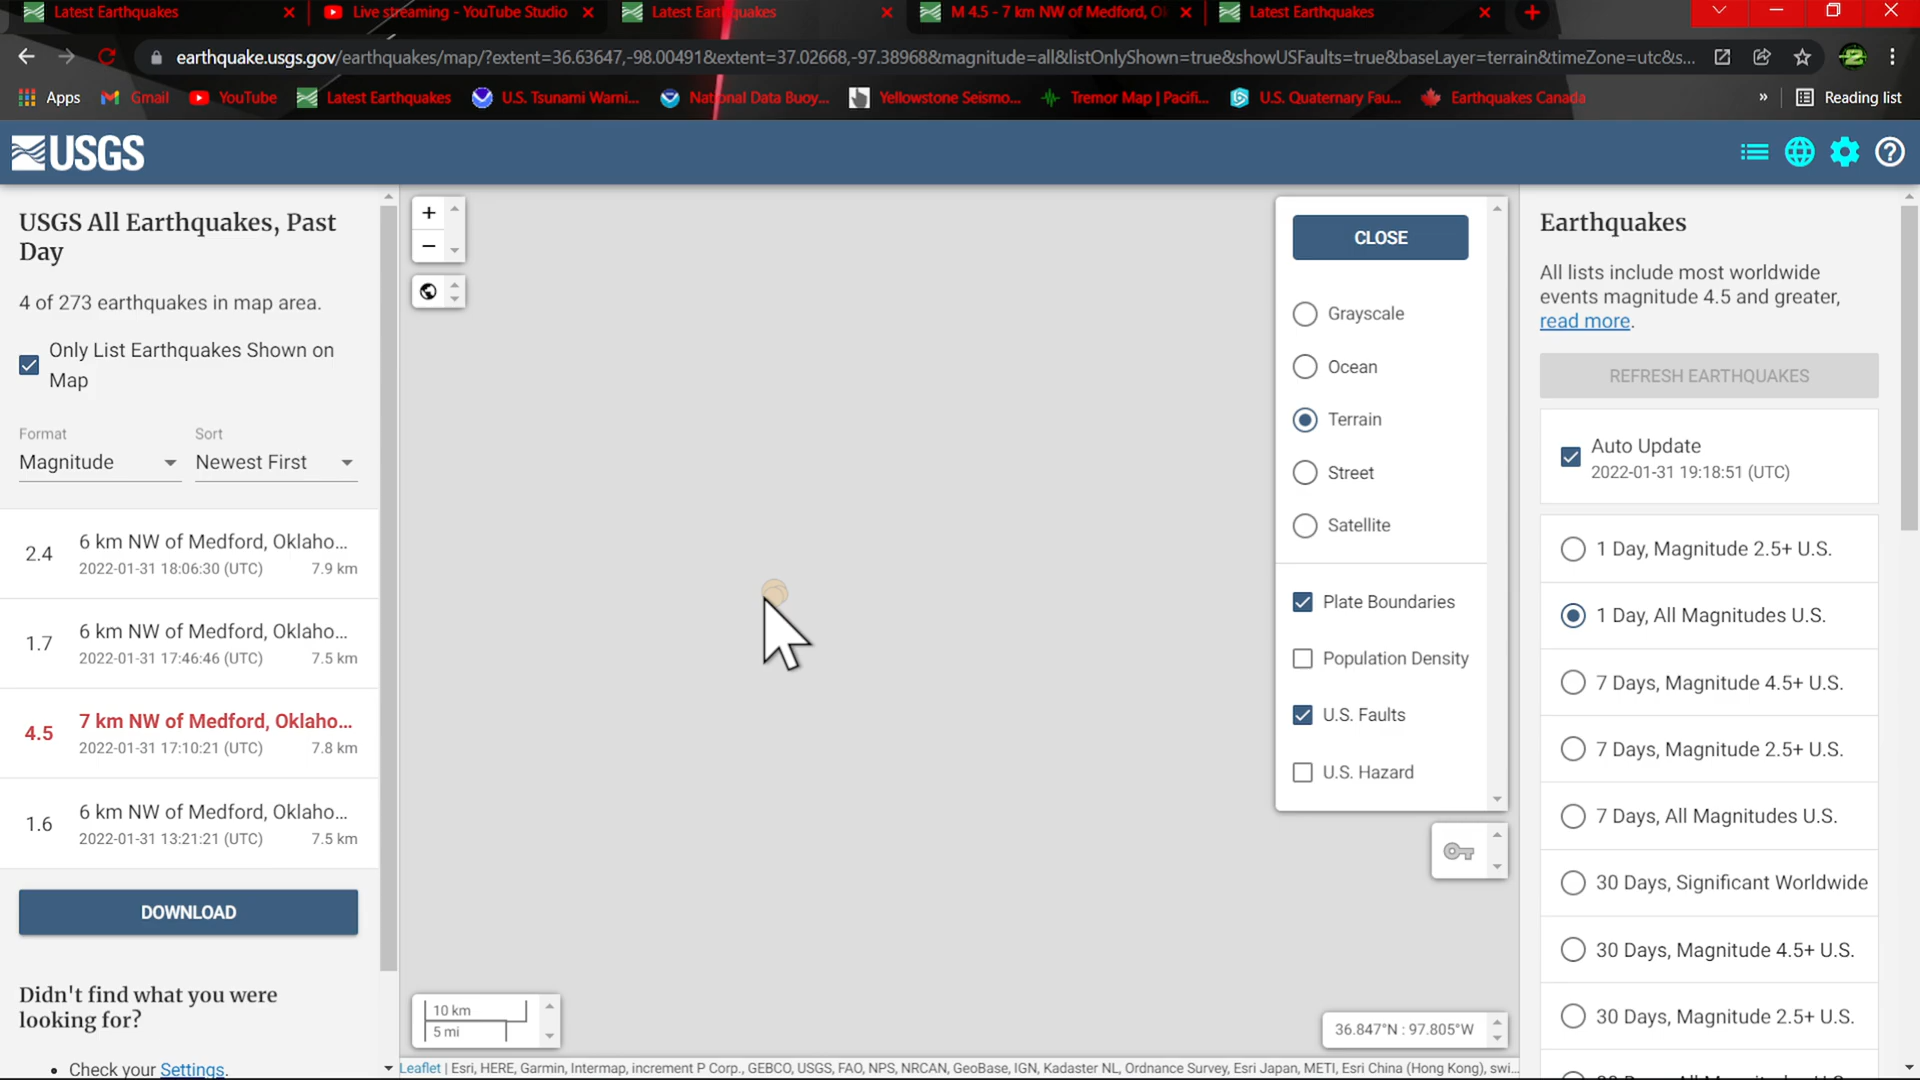 Latest Earthquakes
Live streaming - YouTube Studio
Latest Earthquakes
M 4.5 - 7 km NW of Medford, O
Latest Earthquakes
earthquake.usgs.gov/earthquakes/map/?extent=36.63647,-98.00491&extent=37.02668,-97.38968&magnitude=all&listOnlyShown=true&showUSFaults=true&baseLayer=terrain&timeZone=utc&s...
Apps
Gmail
YouTube
Latest Earthquakes
U.S. Tsunami Warni...
National Data Buoy...
Yellowstone Seismo...
Tremor Map | Pacifi...
U.S. Quaternary Fau...
Earthquakes Canada
»
Reading list
USGS
USGS All Earthquakes, Past
Day
4 of 273 earthquakes in map area.
Only List Earthquakes Shown on
Map
Format
Sort
Magnitude
Newest First
2.4
6 km NW of Medford, Oklaho...
2022-01-31 18:06:30 (UTC)
7.9 km
1.7
6 km NW of Medford, Oklaho...
2022-01-31 17:46:46 (UTC)
7.5 km
4.5
7 km NW of Medford, Oklaho...
2022-01-31 17:10:21 (UTC)
7.8 km
1.6
6 km NW of Medford, Oklaho...
2022-01-31 13:21:21 (UTC)
7.5 km
DOWNLOAD
Didn't find what you were
looking for?
• Check your Settings.
+
−
10 km
5 mi
CLOSE
Grayscale
Ocean
Terrain
Street
Satellite
Plate Boundaries
Population Density
U.S. Faults
U.S. Hazard
36.847°N : 97.805°W
Leaflet | Esri, HERE, Garmin, Intermap, increment P Corp., GEBCO, USGS, FAO, NPS, NRCAN, GeoBase, IGN, Kadaster NL, Ordnance Survey, Esri Japan, METI, Esri China (Hong Kong), swi...
Earthquakes
All lists include most worldwide
events magnitude 4.5 and greater,
read more.
REFRESH EARTHQUAKES
Auto Update
2022-01-31 19:18:51 (UTC)
1 Day, Magnitude 2.5+ U.S.
1 Day, All Magnitudes U.S.
7 Days, Magnitude 4.5+ U.S.
7 Days, Magnitude 2.5+ U.S.
7 Days, All Magnitudes U.S.
30 Days, Significant Worldwide
30 Days, Magnitude 4.5+ U.S.
30 Days, Magnitude 2.5+ U.S.